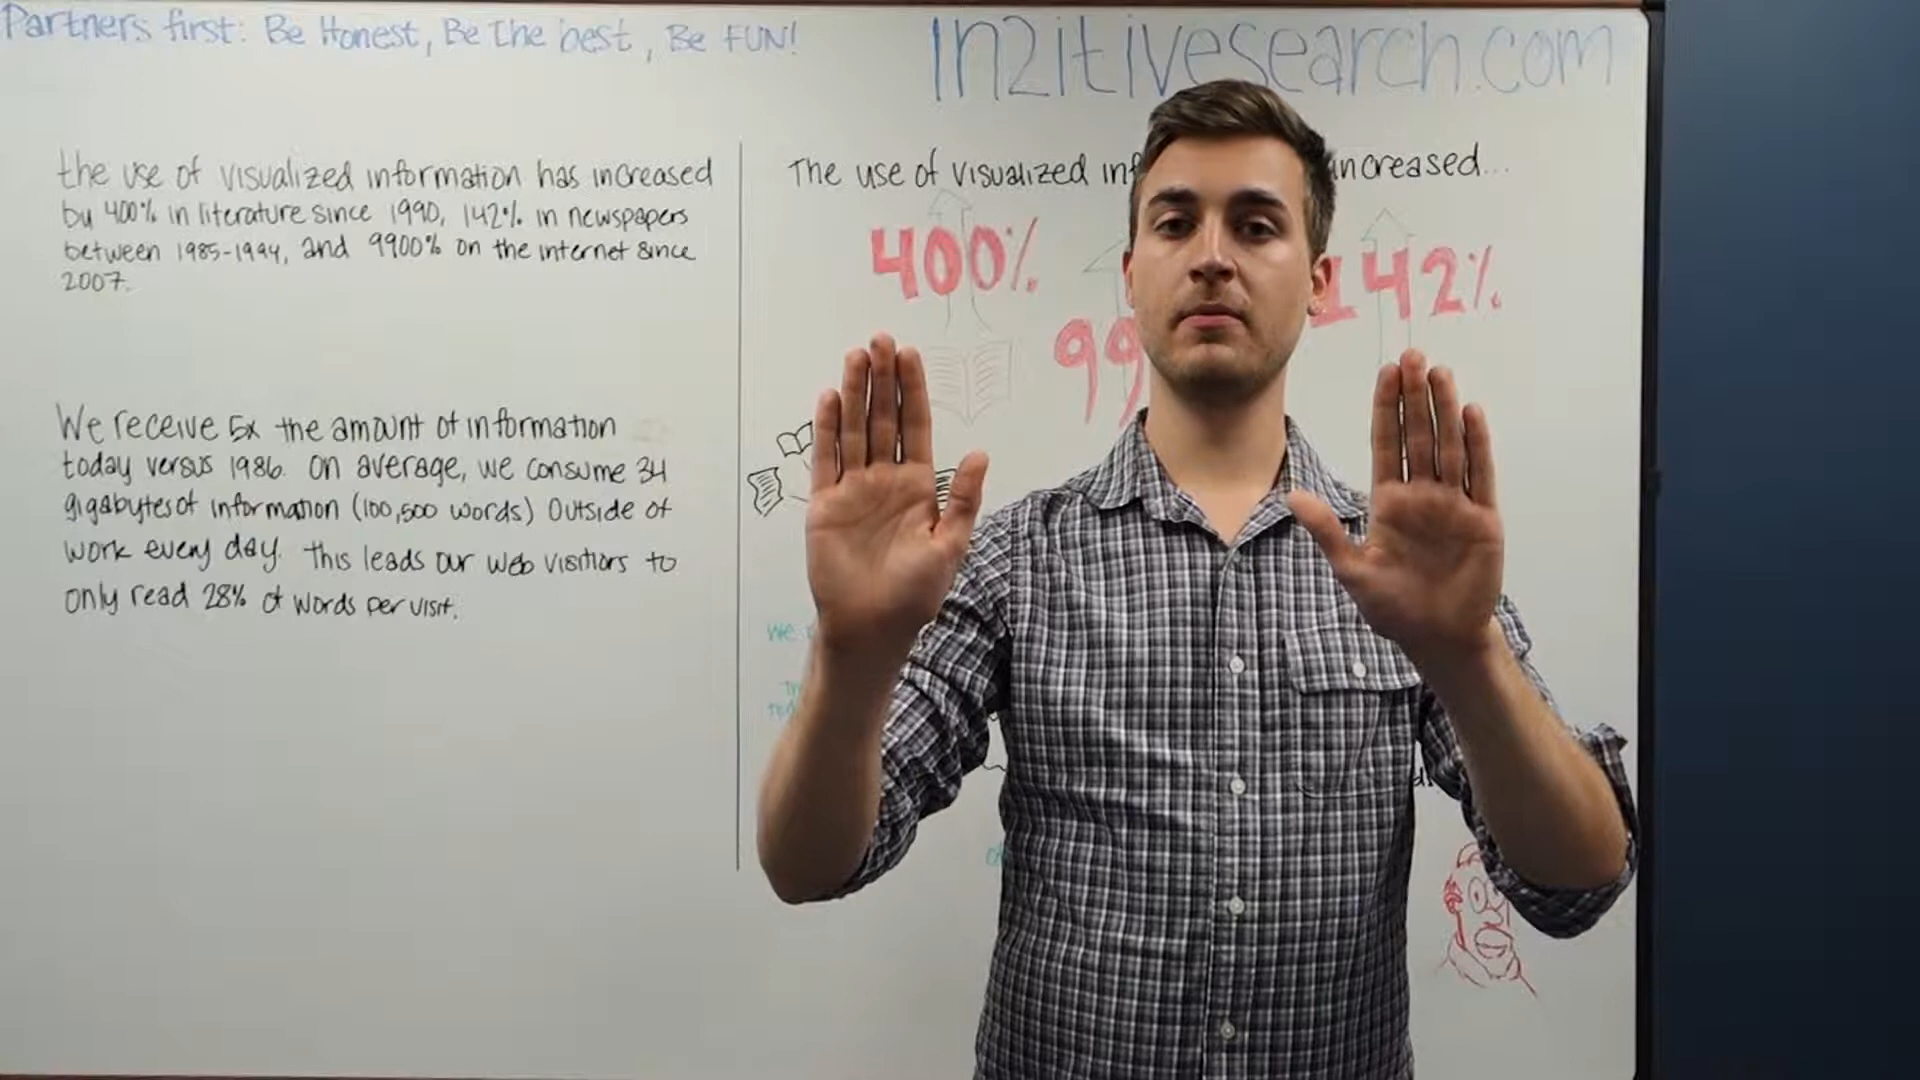 Partners first: Be Honest, Be The best, Be FUN!
In2itivesearch.com
the use of visualized information has increased
by 400% in literature since 1990, 142% in newspapers
between 1985-1994, and 9900% on the internet since
2007.
We receive 5x the amount of information
today versus 1986. On average, we consume 34
gigabytes of information (100,500 words) outside of
work every day. This leads our web visitiors to
only read 28% of words per visit.
The use of visualized inf increased...
400%
142%
99
We